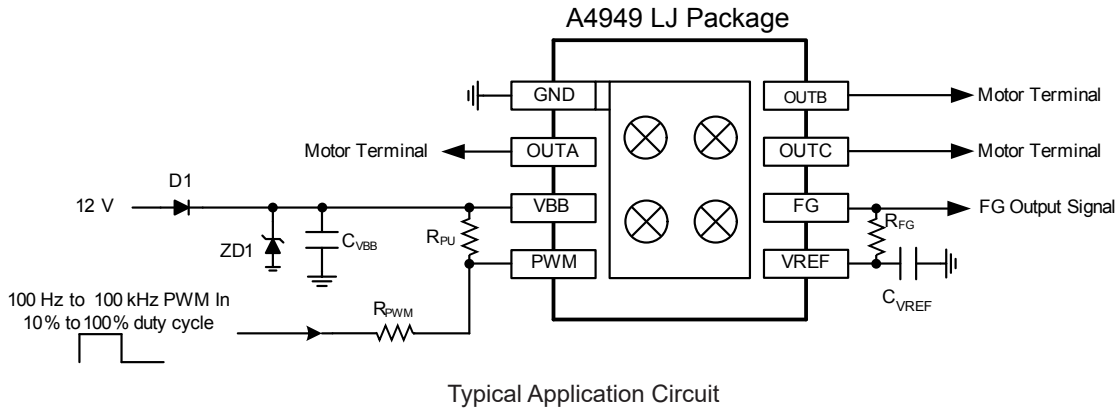 A4949 LJ Package
GND
OUTB
Motor Terminal
Motor Terminal
OUTA
OUTC
Motor Terminal
D1
12 V
VBB
FG
FG Output Signal
ZD1
CVBB
RPU
RFG
PWM
VREF
CVREF
100 Hz to 100 kHz PWM In
10% to 100% duty cycle
RPWM
Typical Application Circuit